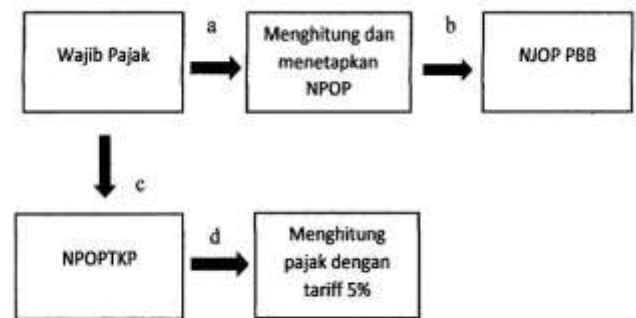 a
Wajib Pajak
Menghitung dan
menetapkan
NPOP
b
NJOP PBB
c
NPOPTKP
d
Menghitung
pajak dengan
tariff 5%